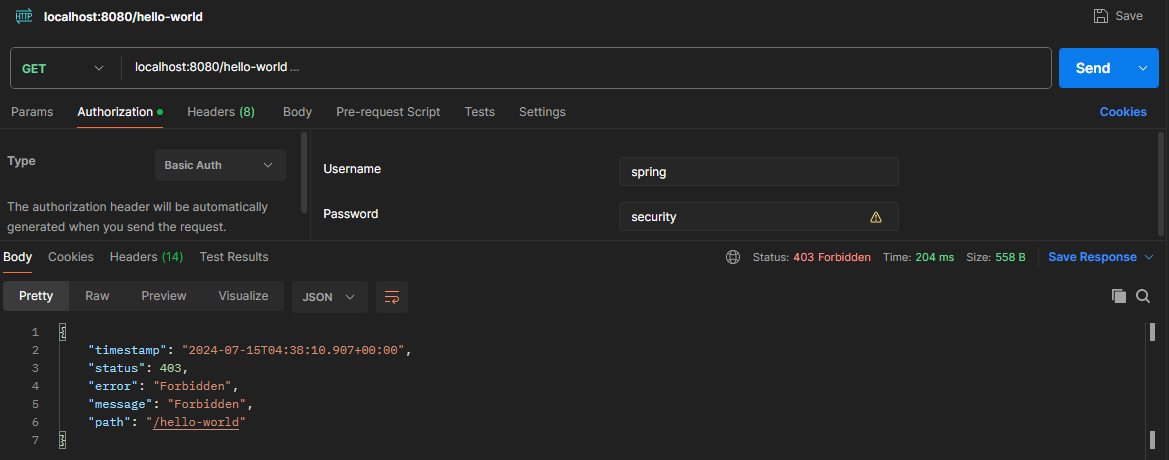 HTTP localhost:8080/hello-world Save
GET localhost:8080/hello-world ... Send
Params Authorization Headers (8) Body Pre-request Script Tests Settings Cookies
Type Basic Auth
The authorization header will be automatically
generated when you send the request.
Username spring
Password security
Body Cookies Headers (14) Test Results Status: 403 Forbidden Time: 204 ms Size: 558 B Save Response
Pretty Raw Preview Visualize JSON
1 {
2 "timestamp": "2024-07-15T04:38:10.907+00:00",
3 "status": 403,
4 "error": "Forbidden",
5 "message": "Forbidden",
6 "path": "/hello-world"
7 }